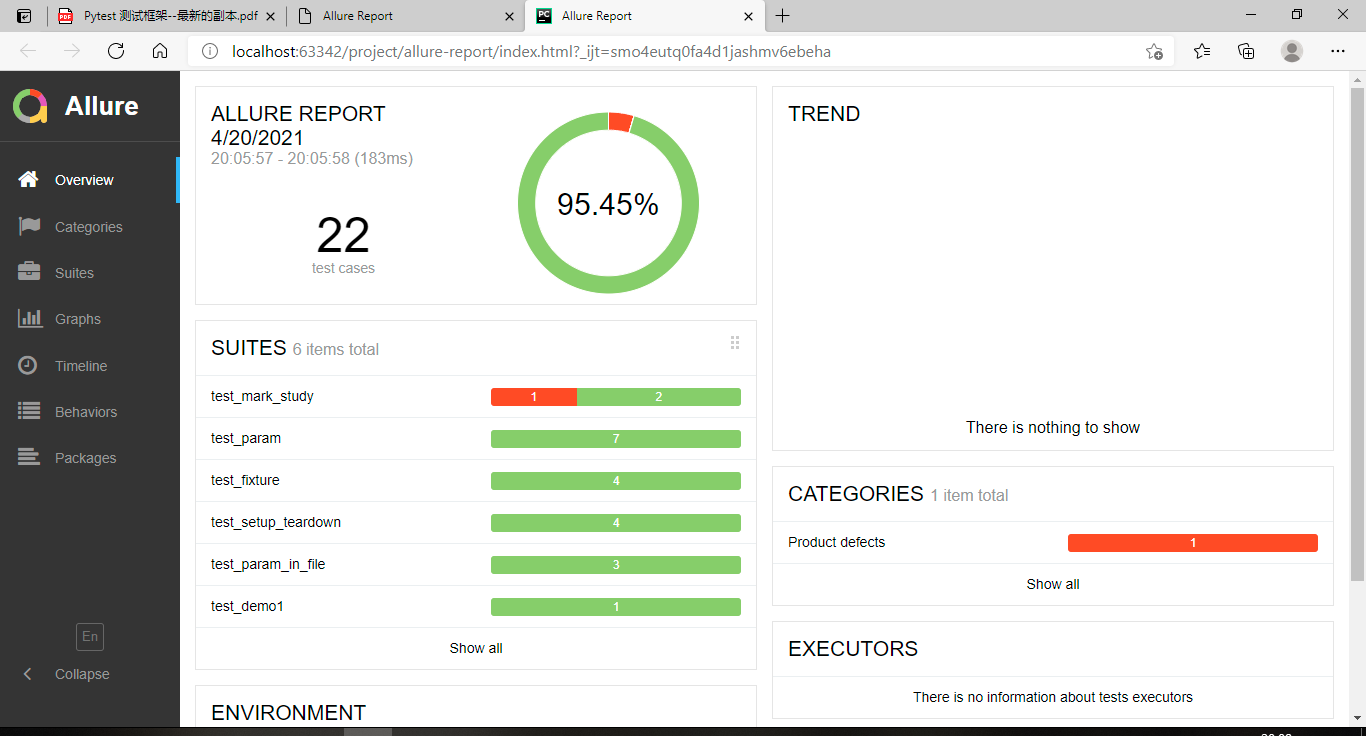 Pytest 测试框架--最新的副本.pdf
Allure Report
Allure Report
localhost:63342/project/allure-report/index.html?_ijt=smo4eutq0fa4d1jashmv6ebeha
Allure
Overview
Categories
Suites
Graphs
Timeline
Behaviors
Packages
En
Collapse
ALLURE REPORT
4/20/2021
20:05:57 - 20:05:58 (183ms)
22
test cases
95.45%
SUITES 6 items total
test_mark_study 1 2
test_param 7
test_fixture 4
test_setup_teardown 4
test_param_in_file 3
test_demo1 1
Show all
ENVIRONMENT
TREND
There is nothing to show
CATEGORIES 1 item total
Product defects 1
Show all
EXECUTORS
There is no information about tests executors